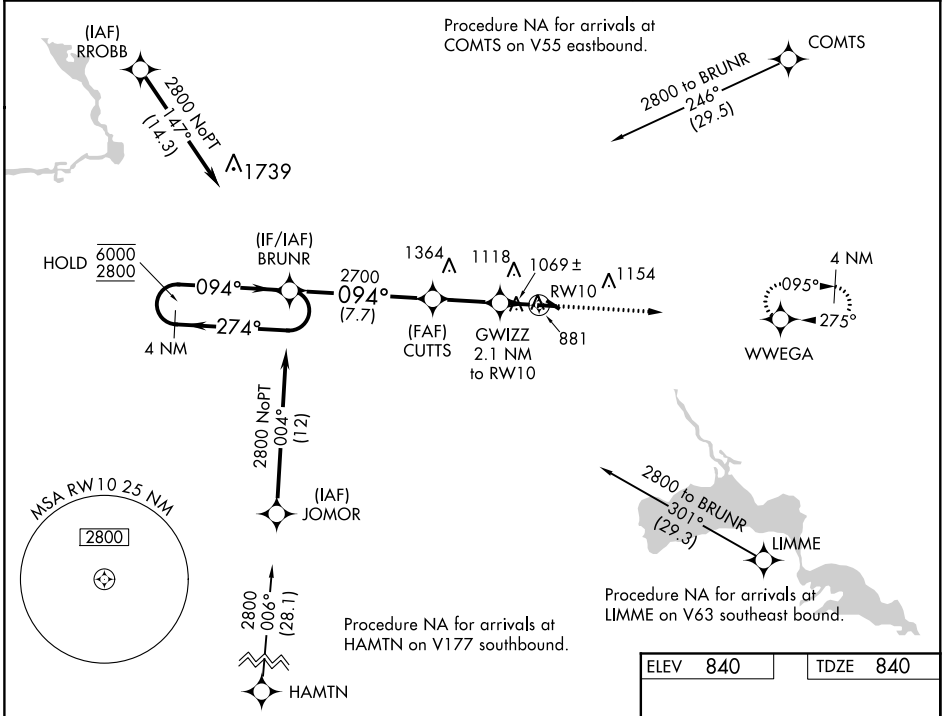 Procedure NA for arrivals at
COMTS on V55 eastbound.
(IAF)
RROBB
COMTS
2800 NoPT
147°
(14.3)
2800 to BRUNR
246°
(29.5)
1739
HOLD
6000
2800
094°
274°
4 NM
(IF/IAF)
BRUNR
2700
094°
(7.7)
1364
(FAF)
CUTTS
1118
GWIZZ
2.1 NM
to RW10
1069 ±
RW10
1154
881
4 NM
095°
275°
WWEGA
2800 NoPT
004°
(12)
(IAF)
JOMOR
MSA RW10 25 NM
2800
2800 to BRUNR
301°
(29.3)
LIMME
Procedure NA for arrivals at
LIMME on V63 southeast bound.
2800
006°
(28.1)
HAMTN
Procedure NA for arrivals at
HAMTN on V177 southbound.
ELEV 840
TDZE 840